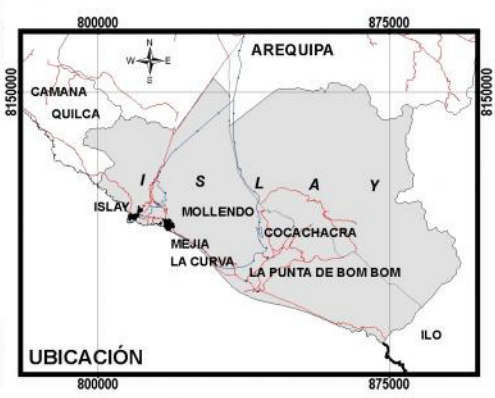 800000 875000
N
W E
S
AREQUIPA
8150000 8150000
CAMANA
QUILCA
I S L A Y
ISLAY
MOLLENDO
COCACHACRA
MEJIA
LA CURVA
LA PUNTA DE BOM BOM
ILO
UBICACIÓN
800000 875000